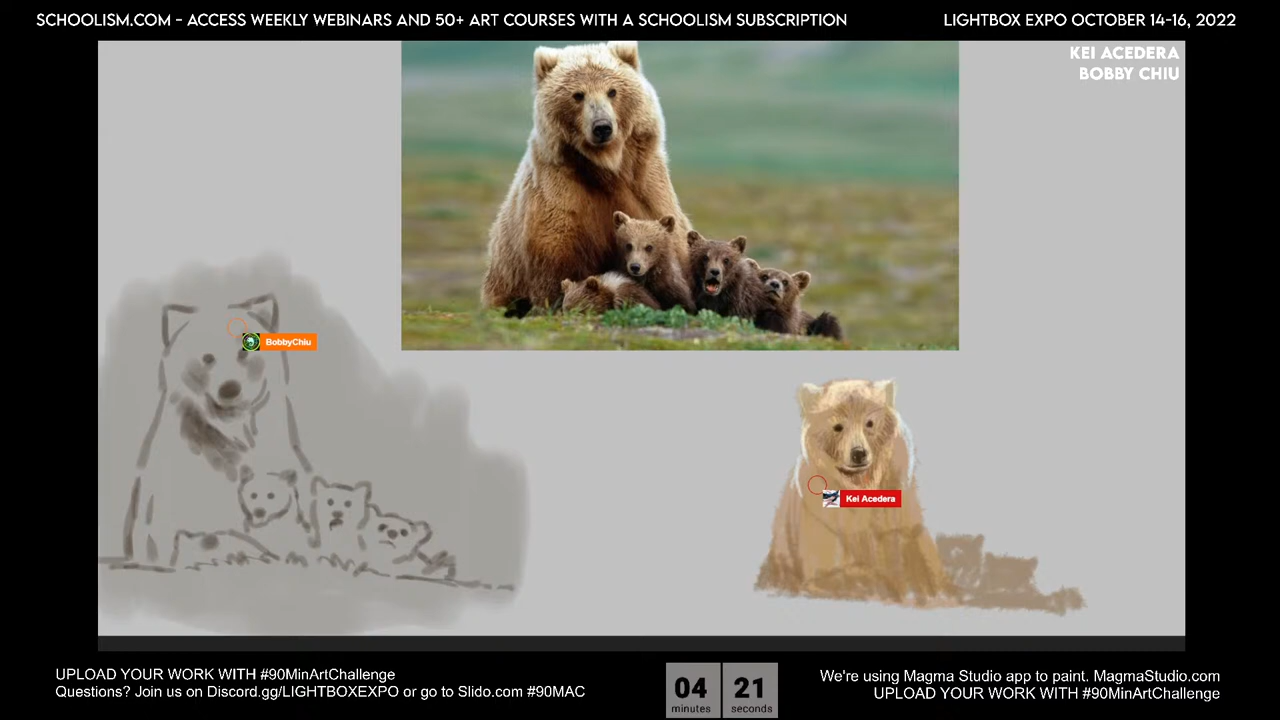 SCHOOLISM.COM - ACCESS WEEKLY WEBINARS AND 50+ ART COURSES WITH A SCHOOLISM SUBSCRIPTION
LIGHTBOX EXPO OCTOBER 14-16, 2022
KEI ACEDERA
BOBBY CHIU
BobbyChiu
Kei Acedera
UPLOAD YOUR WORK WITH #90MinArtChallenge
Questions? Join us on Discord.gg/LIGHTBOXEXPO or go to Slido.com #90MAC
04 21
minutes seconds
We're using Magma Studio app to paint. MagmaStudio.com
UPLOAD YOUR WORK WITH #90MinArtChallenge